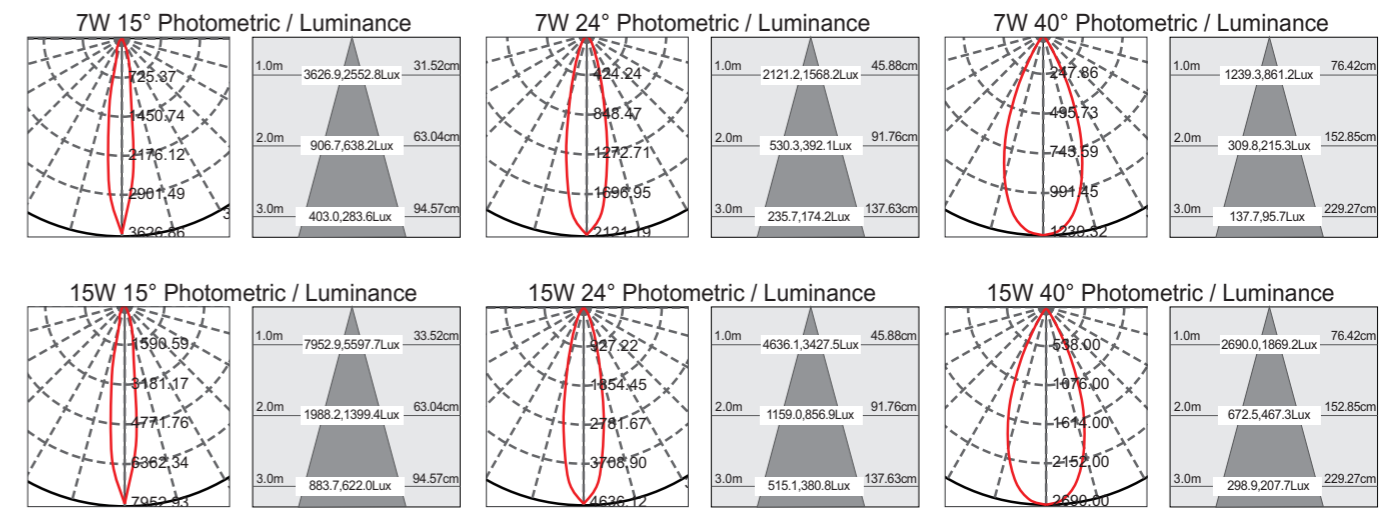 7W 15° Photometric / Luminance
725.37
1450.74
2176.12
2901.49
3626.86
3
1.0m 3626.9,2552.8Lux 31.52cm
2.0m 906.7,638.2Lux 63.04cm
3.0m 403.0,283.6Lux 94.57cm
7W 24° Photometric / Luminance
424.24
848.47
1272.71
1696.95
2121.19
1.0m 2121.2,1568.2Lux 45.88cm
2.0m 530.3,392.1Lux 91.76cm
3.0m 235.7,174.2Lux 137.63cm
7W 40° Photometric / Luminance
247.86
495.73
743.59
991.45
1239.32
1.0m 1239.3,861.2Lux 76.42cm
2.0m 309.8,215.3Lux 152.85cm
3.0m 137.7,95.7Lux 229.27cm
15W 15° Photometric / Luminance
1590.59
3181.17
4771.76
6362.34
7952.93
1.0m 7952.9,5597.7Lux 33.52cm
2.0m 1988.2,1399.4Lux 63.04cm
3.0m 883.7,622.0Lux 94.57cm
15W 24° Photometric / Luminance
927.22
1854.45
2781.67
3708.90
4636.12
1.0m 4636.1,3427.5Lux 45.88cm
2.0m 1159.0,856.9Lux 91.76cm
3.0m 515.1,380.8Lux 137.63cm
15W 40° Photometric / Luminance
538.00
1076.00
1614.00
2152.00
2690.00
1.0m 2690.0,1869.2Lux 76.42cm
2.0m 672.5,467.3Lux 152.85cm
3.0m 298.9,207.7Lux 229.27cm